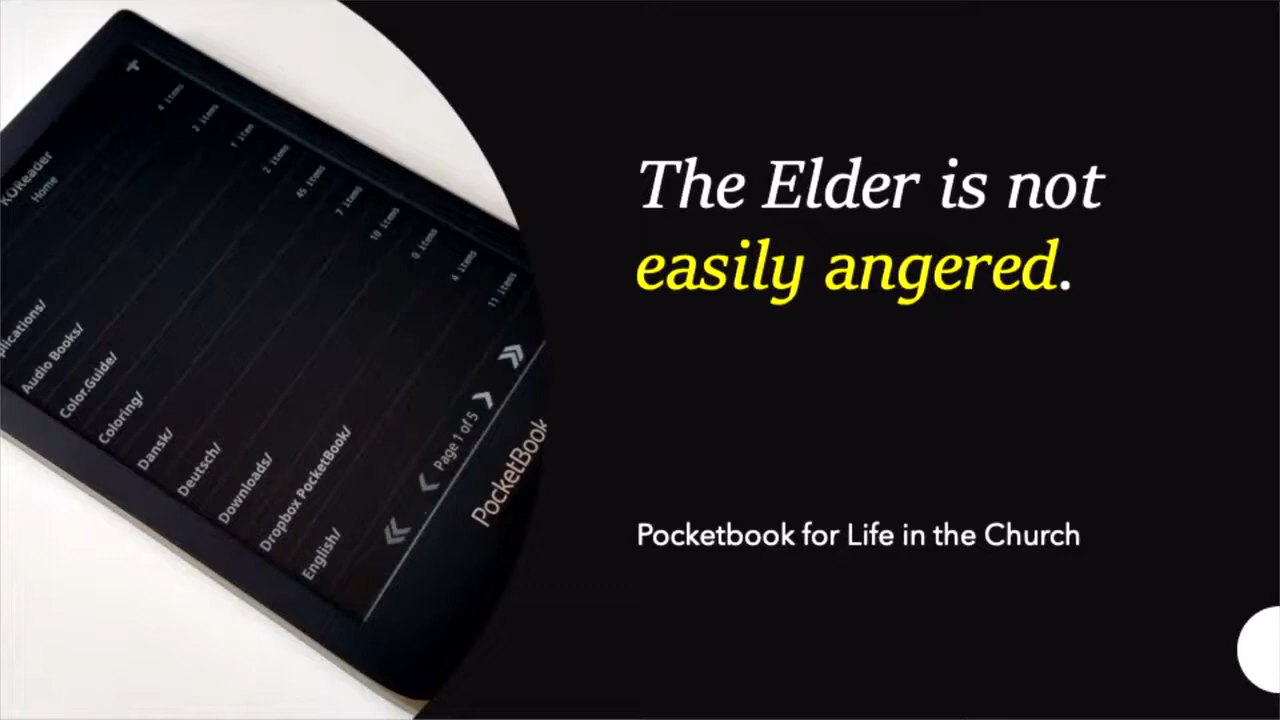 KOReader
Home
4 items
2 items
1 item
2 items
45 items
7 items
10 items
0 items
4 items
11 items
plications/
Audio Books/
Color.Guide/
Coloring/
Dansk/
Deutsch/
Downloads/
Dropbox PocketBook/
English/
Page 1 of 5
PocketBook
The Elder is not
easily angered.
Pocketbook for Life in the Church